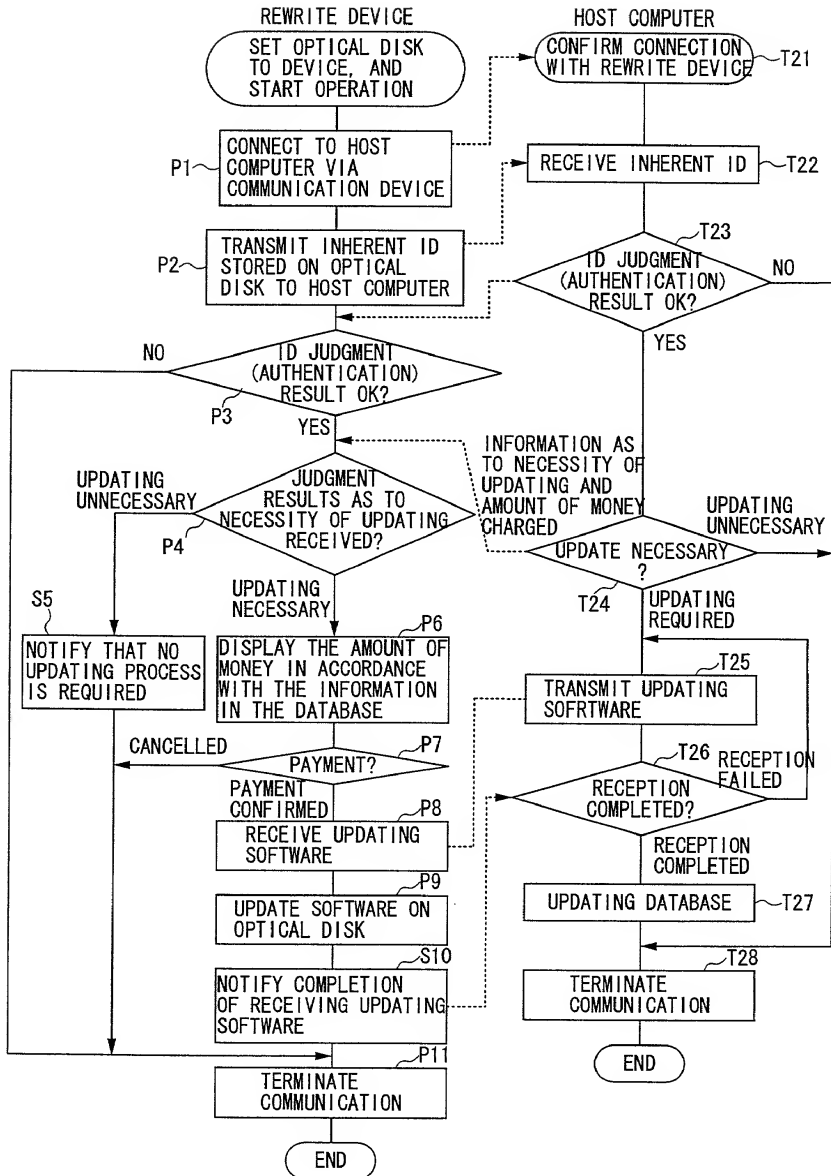 REWRITE DEVICE
SET OPTICAL DISK
TO DEVICE, AND
START OPERATION
P1
CONNECT TO HOST
COMPUTER VIA
COMMUNICATION DEVICE
P2
TRANSMIT INHERENT ID
STORED ON OPTICAL
DISK TO HOST COMPUTER
NO
ID JUDGMENT
(AUTHENTICATION)
RESULT OK?
P3
YES
UPDATING
UNNECESSARY
JUDGMENT
RESULTS AS TO
NECESSITY OF UPDATING
RECEIVED?
P4
UPDATING
NECESSARY
S5
NOTIFY THAT NO
UPDATING PROCESS
IS REQUIRED
P6
DISPLAY THE AMOUNT OF
MONEY IN ACCORDANCE
WITH THE INFORMATION
IN THE DATABASE
CANCELLED
P7
PAYMENT?
PAYMENT
CONFIRMED
P8
RECEIVE UPDATING
SOFTWARE
P9
UPDATE SOFTWARE ON
OPTICAL DISK
S10
NOTIFY COMPLETION
OF RECEIVING UPDATING
SOFTWARE
P11
TERMINATE
COMMUNICATION
END
HOST COMPUTER
CONFIRM CONNECTION
WITH REWRITE DEVICE
T21
RECEIVE INHERENT ID
T22
T23
ID JUDGMENT
(AUTHENTICATION)
RESULT OK?
NO
YES
INFORMATION AS
TO NECESSITY OF
UPDATING AND
AMOUNT OF MONEY
CHARGED
UPDATING
UNNECESSARY
UPDATE NECESSARY
?
T24
UPDATING
REQUIRED
T25
TRANSMIT UPDATING
SOFRTWARE
T26
RECEPTION
FAILED
RECEPTION
COMPLETED?
RECEPTION
COMPLETED
UPDATING DATABASE
T27
T28
TERMINATE
COMMUNICATION
END